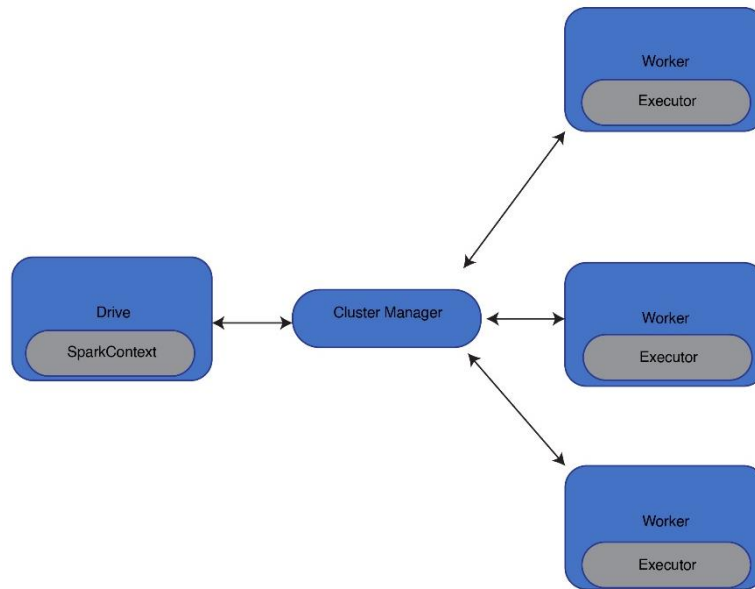 Worker
Executor
Drive
SparkContext
Cluster Manager
Worker
Executor
Worker
Executor